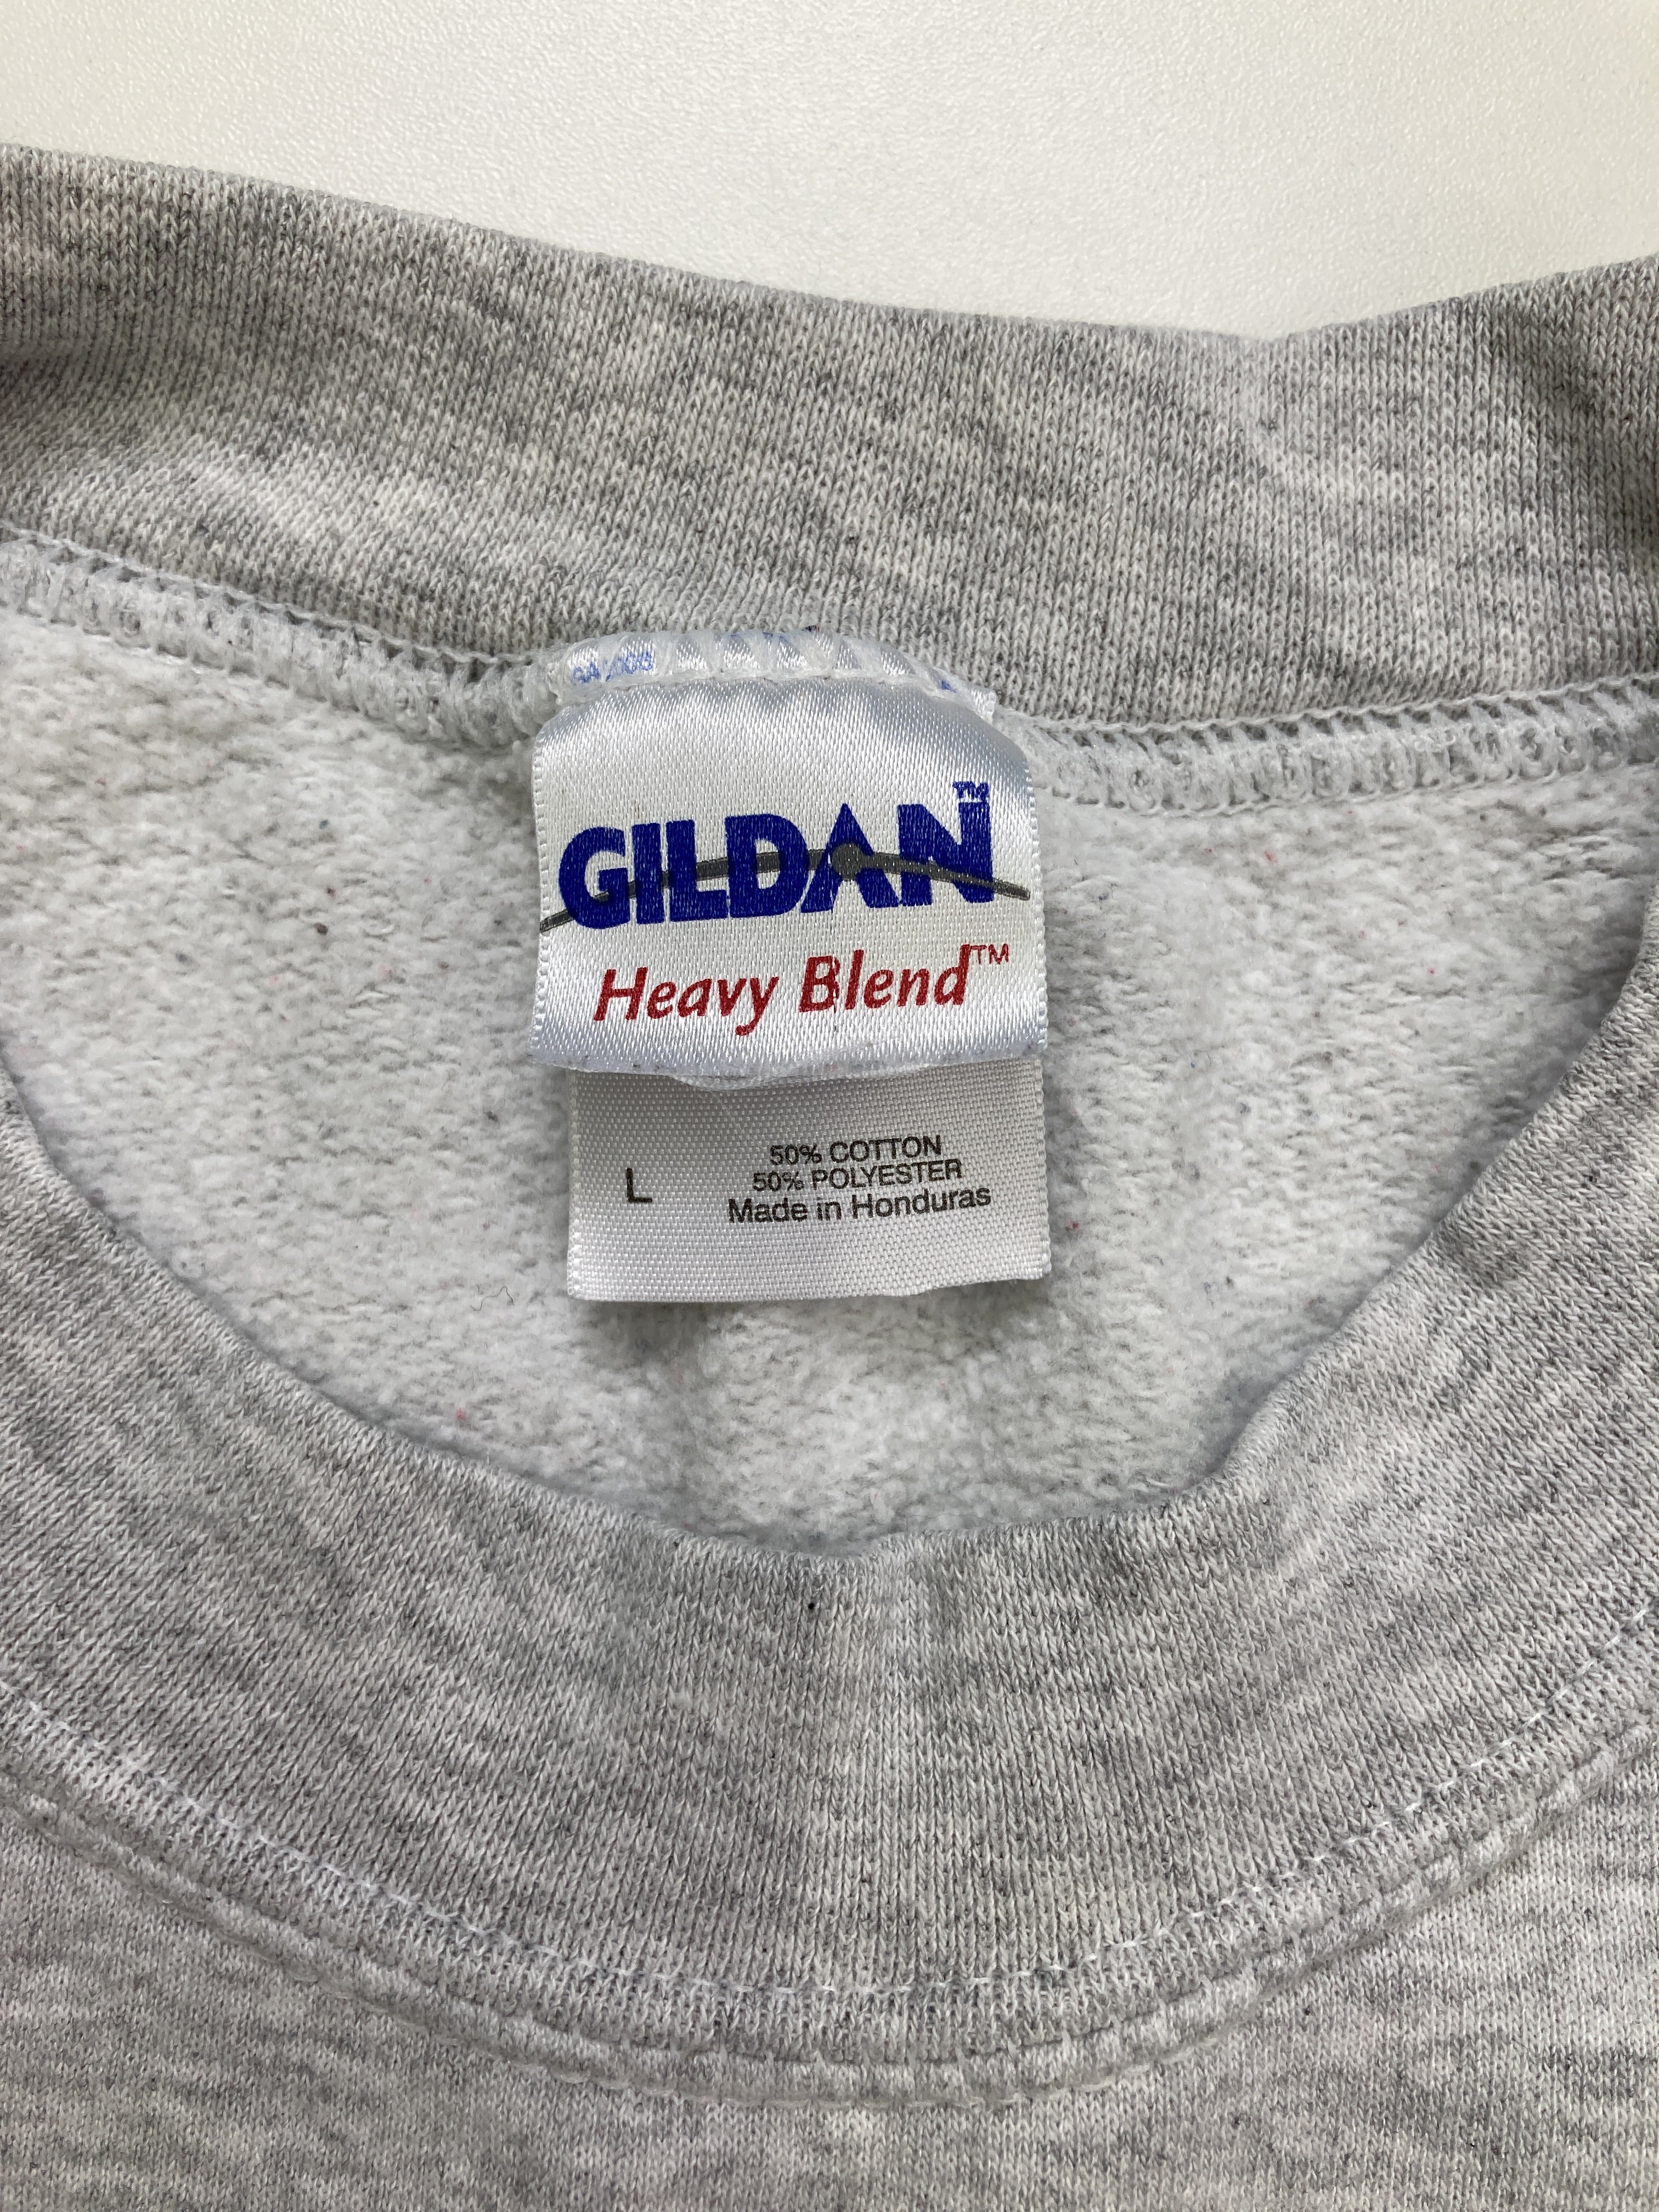 GILDAN™
Heavy Blend™
L
50% COTTON
50% POLYESTER
Made in Honduras